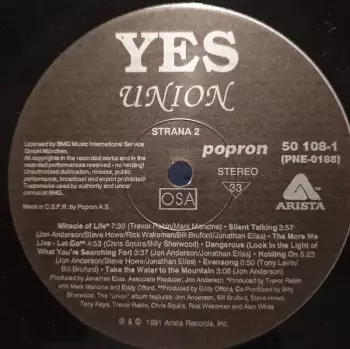 YES
UNION
STRANA 2
Licensed by BMG Music International Service
GmbH München.
All copyrights in the recorded works and in the
recorded performances reserved - no lending!
Unauthorized dublication, release, public
performance, broadcast and export prohibited!
Trademarks used by authority and under
control of BMG.
Made in C.S.F.R. by Popron A.S.
popron
STEREO
33
OSA
50 108-1
(PNE-0186)
ARISTA
Miracle of Life* 7:30 (Trevor Rabin/Mark Mancina) • Silent Talking 3:57
(Jon Anderson/Steve Howe/Rick Wakeman/Bill Bruford/Jonathan Elias) • The More We
Live - Let Go** 4:53 (Chris Squire/Billy Sherwood) • Dangerous (Look in the Light of
What You're Searching For) 3:37 (Jon Anderson/Jonathan Elias) • Holding On 5:23
(Jon Anderson/Steve Howe/Jonathan Elias) • Evensong 0:50 (Tony Levin/
Bill Bruford) • Take the Water to the Mountain 3:06 (Jon Anderson)
Produced by Jonathan Elias. Associate Producer: Jon Anderson. *Produced by Trevor Rabin
with Mark Mancina and Eddy Offord. **Co-Produced by Eddy Offord. Co-Produced by Billy
Sherwood. The "Union" album features: Jon Anderson, Bill Bruford, Steve Howe,
Tony Kaye, Trevor Rabin, Chris Squire, Rick Wakeman and Alan White
℗ & © 1991 Arista Records, Inc.